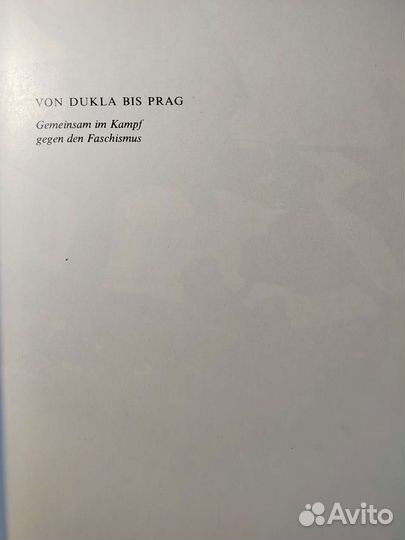 VON DUKLA BIS PRAG
Gemeinsam im Kampf
gegen den Faschismus
Avito